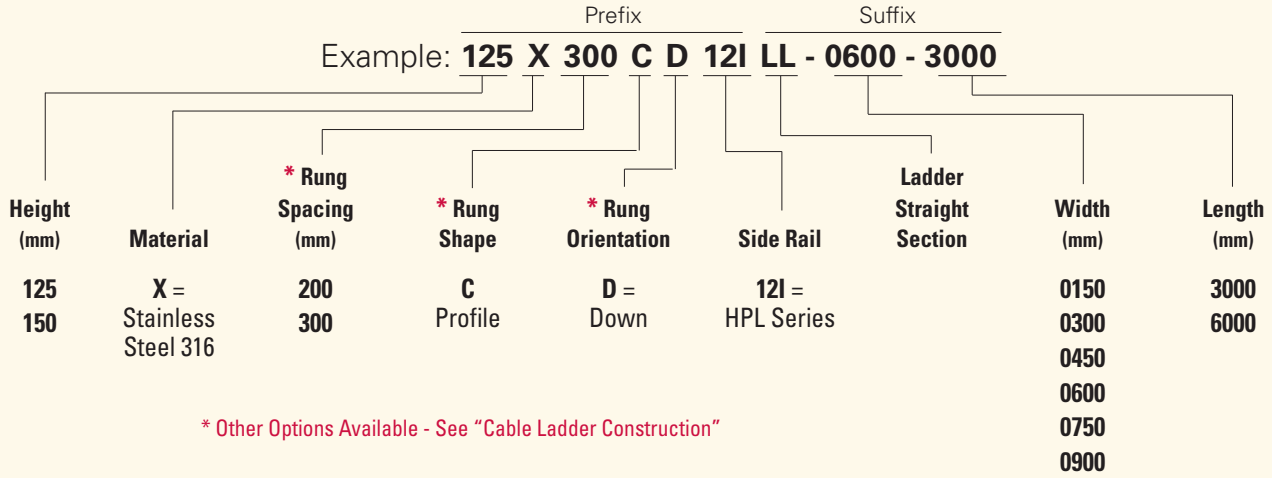 Prefix Suffix
Example: 125 X 300 C D 12I LL - 0600 - 3000
Height
(mm)
125
150
Material
X =
Stainless
Steel 316
* Rung
Spacing
(mm)
200
300
* Rung
Shape
C
Profile
* Rung
Orientation
D =
Down
Side Rail
12I =
HPL Series
Ladder
Straight
Section
Width
(mm)
0150
0300
0450
0600
0750
0900
Length
(mm)
3000
6000
* Other Options Available - See “Cable Ladder Construction”